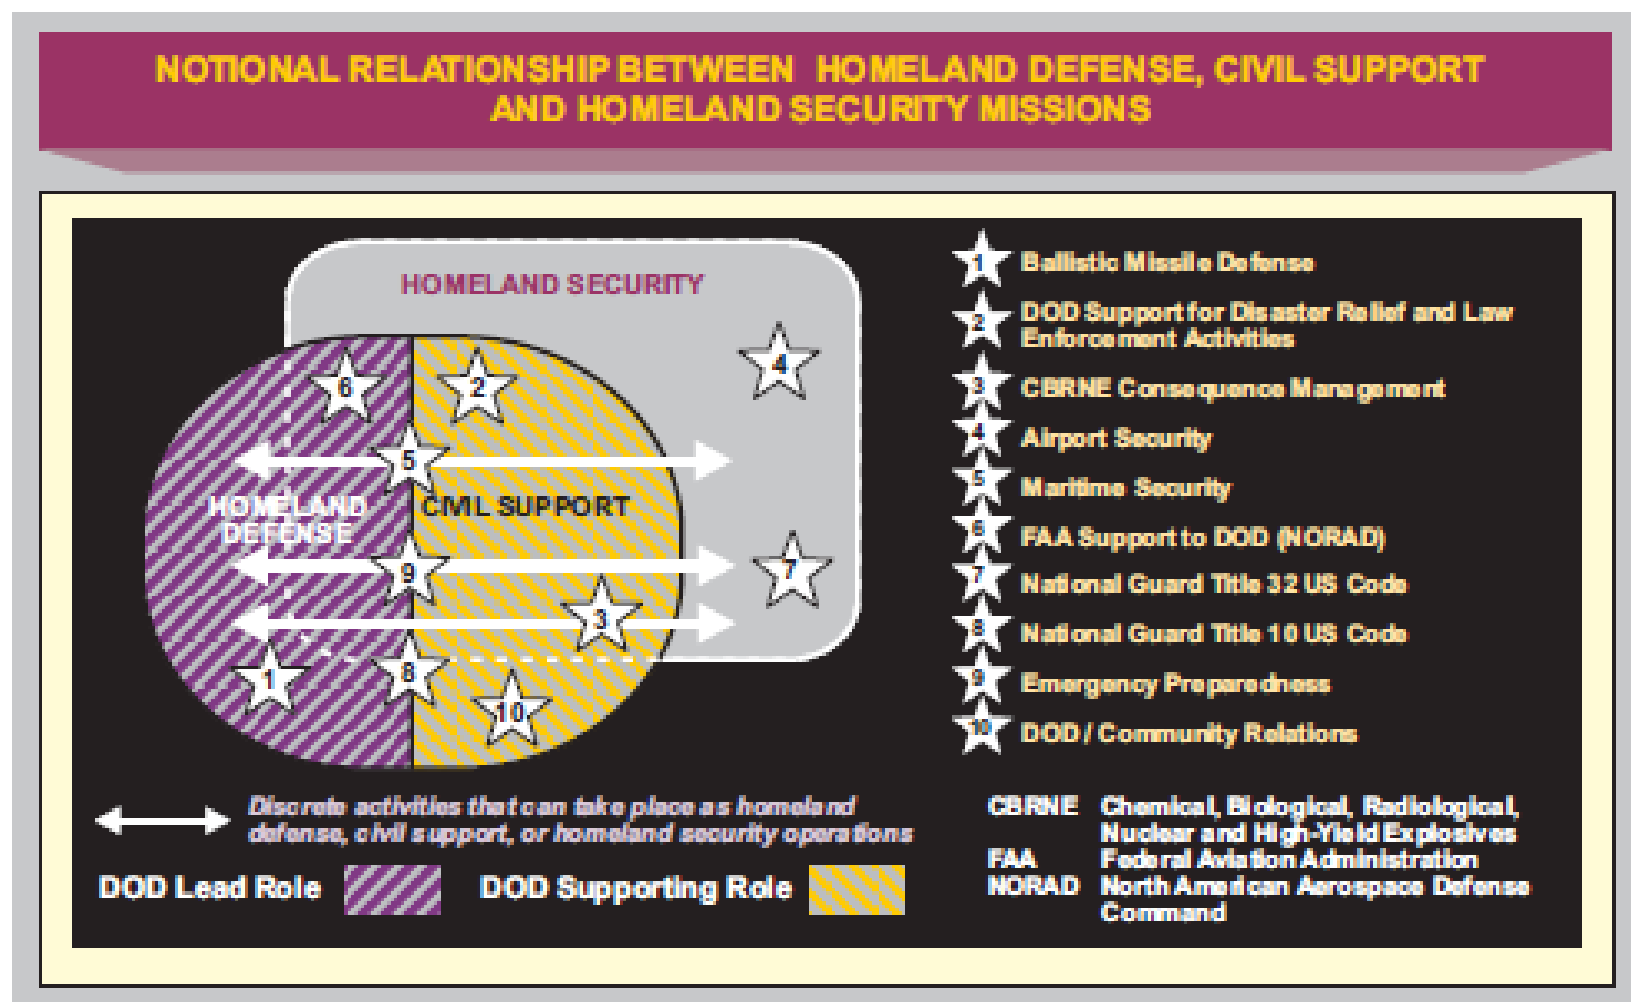 NOTIONAL RELATIONSHIP BETWEEN HOMELAND DEFENSE, CIVIL SUPPORT
AND HOMELAND SECURITY MISSIONS
HOMELAND SECURITY
6
2
4
5
HOMELAND
DEFENSE
CIVIL SUPPORT
9
7
3
1
8
10
1 Ballistic Missile Defense
2 DOD Support for Disaster Relief and Law
Enforcement Activities
3 CBRNE Consequence Management
4 Airport Security
5 Maritime Security
6 FAA Support to DOD (NORAD)
7 National Guard Title 32 US Code
8 National Guard Title 10 US Code
9 Emergency Preparedness
10 DOD / Community Relations
Discrete activities that can take place as homeland
defense, civil support, or homeland security operations
DOD Lead Role
DOD Supporting Role
CBRNE Chemical, Biological, Radiological,
Nuclear and High-Yield Explosives
FAA Federal Aviation Administration
NORAD North American Aerospace Defense
Command